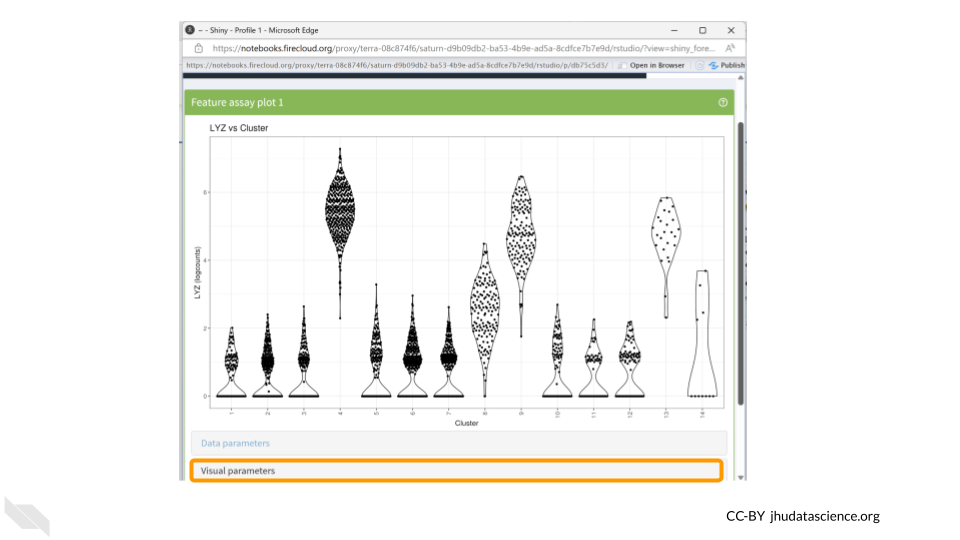 -- Shiny - Profile 1 - Microsoft Edge
https://notebooks.firecloud.org/proxy/terra-08c874f6/saturn-d9b09db2-ba53-4b9e-ad5a-8cdfce7b7e9d/rstudio/?view=shiny_fore...
https://notebooks.firecloud.org/proxy/terra-08c874f6/saturn-d9b09db2-ba53-4b9e-ad5a-8cdfce7b7e9d/rstudio/p/db75c5d3/ Open in Browser Publish
Feature assay plot 1
LYZ vs Cluster
6
4
2
0
LYZ (logcounts)
1 2 3 4 5 6 7 8 9 10 11 12 13 14
Cluster
Data parameters
Visual parameters
CC-BY jhudatascience.org